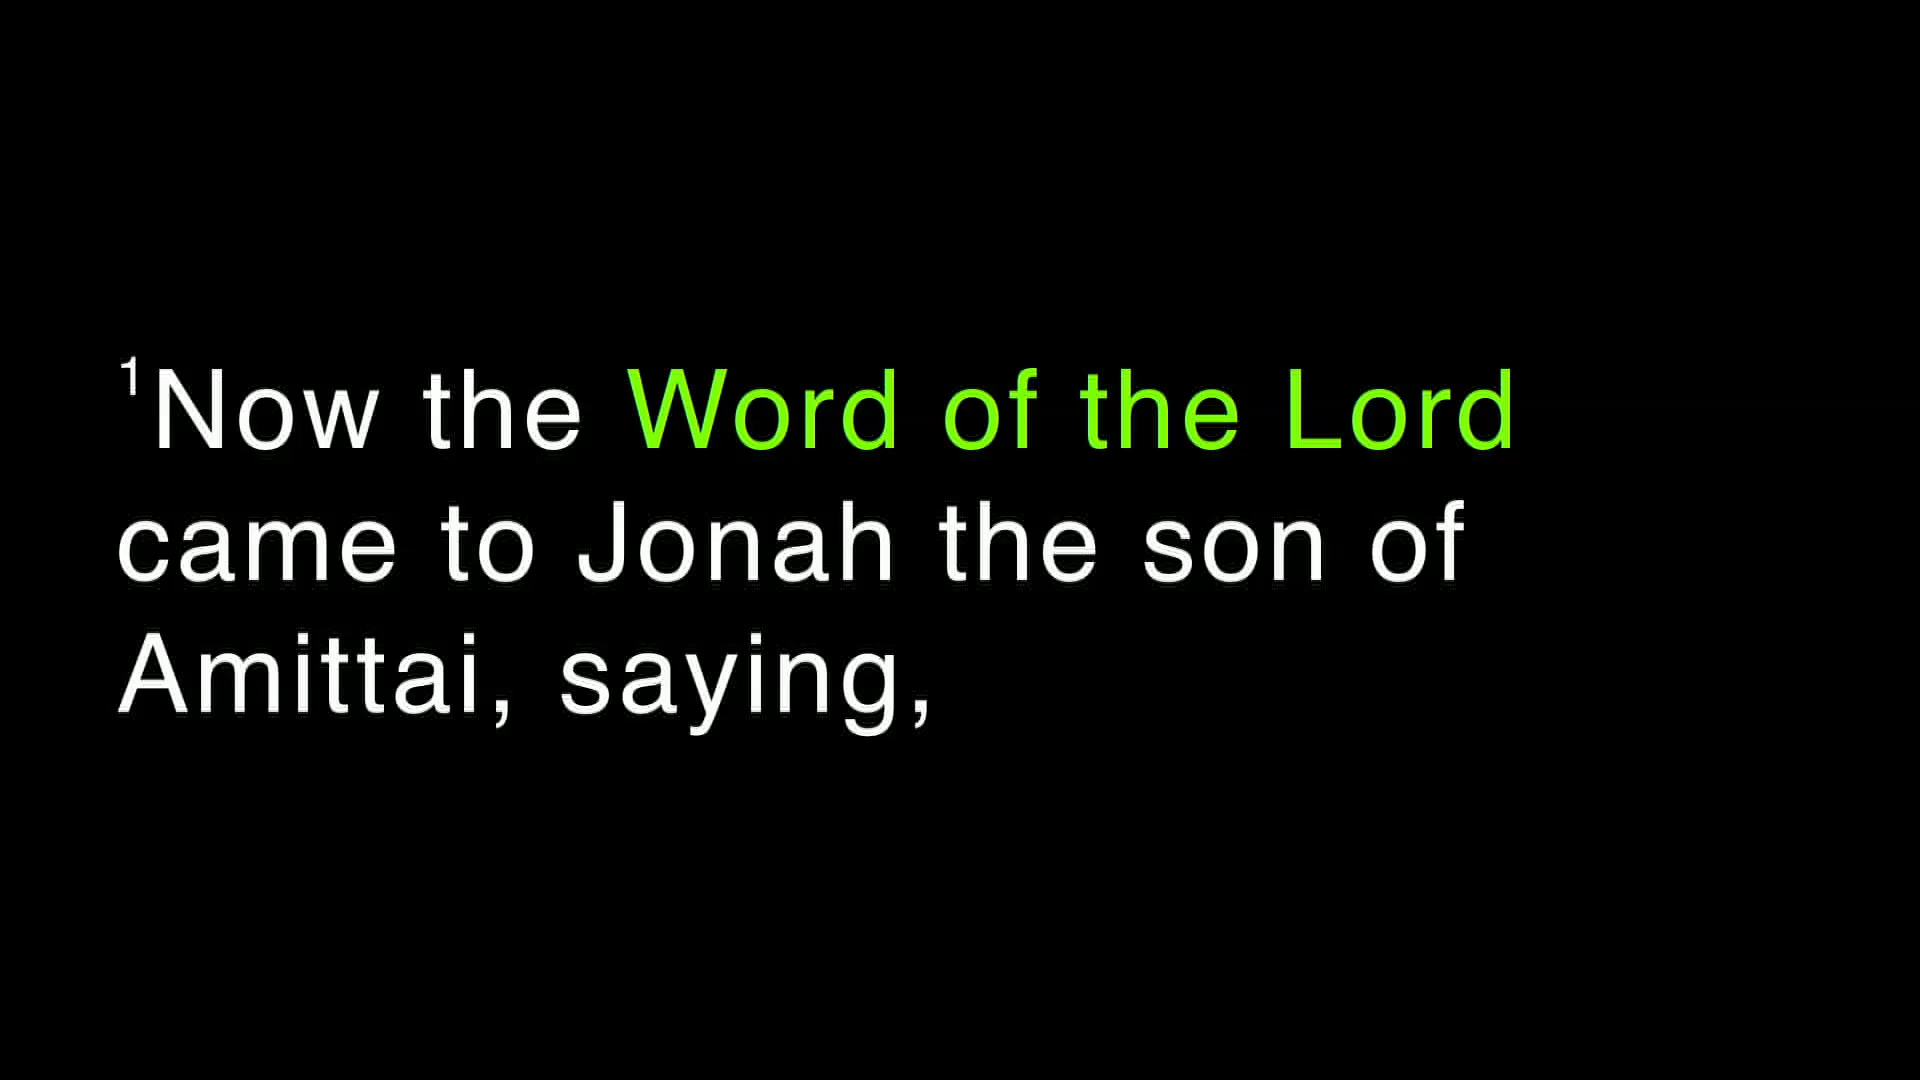 ¹Now the Word of the Lord
came to Jonah the son of
Amittai, saying,